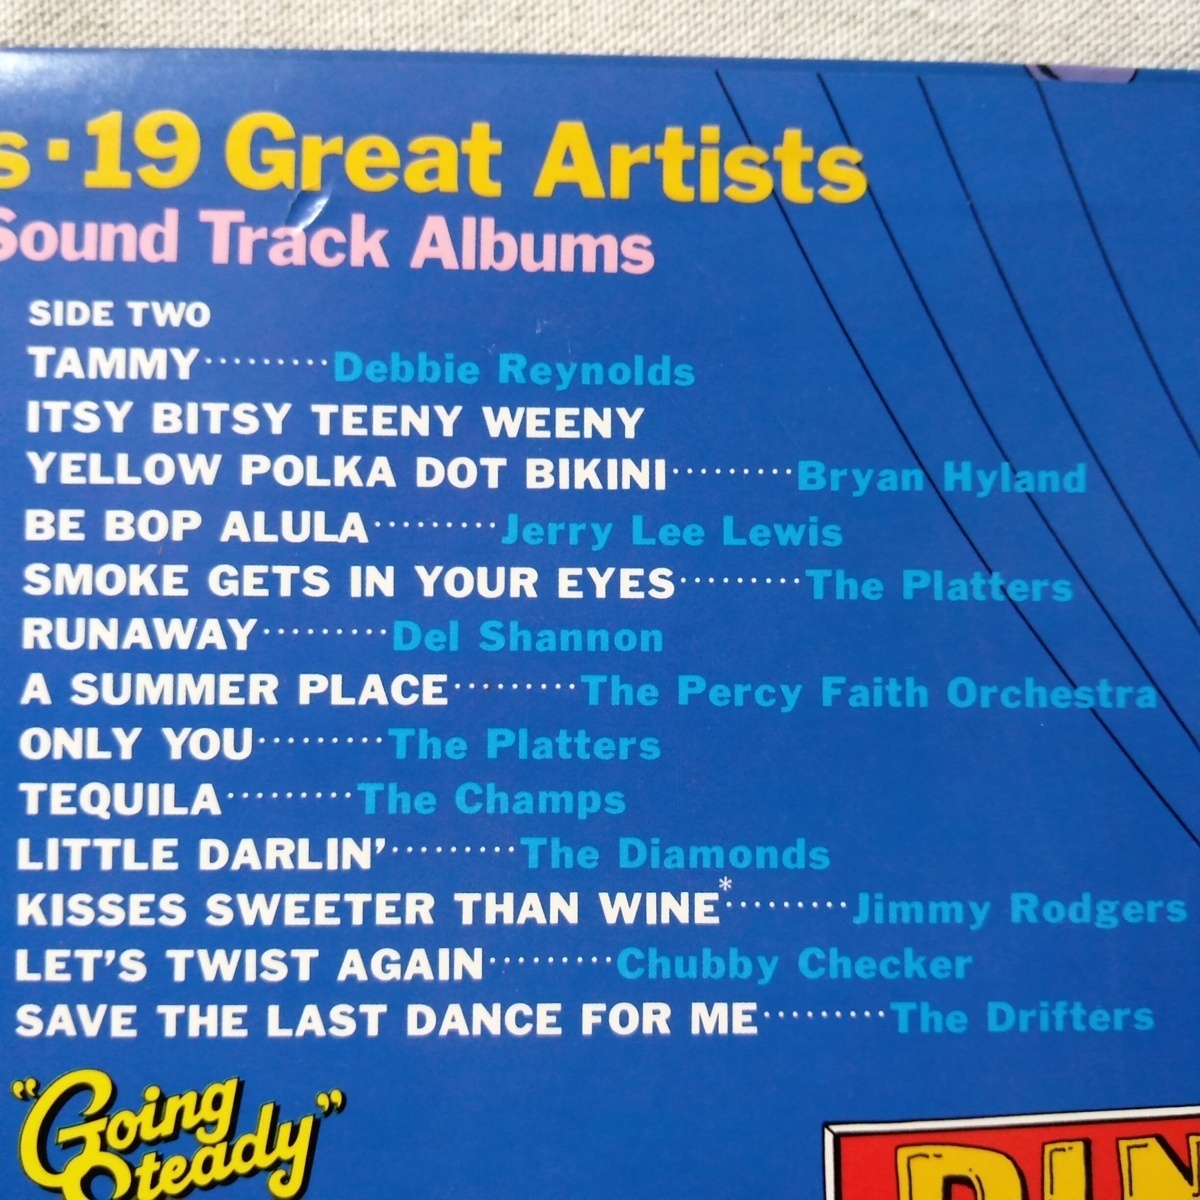 s·19 Great Artists
Sound Track Albums
SIDE TWO
TAMMY·········Debbie Reynolds
ITSY BITSY TEENY WEENY
YELLOW POLKA DOT BIKINI·········Bryan Hyland
BE BOP ALULA·········Jerry Lee Lewis
SMOKE GETS IN YOUR EYES·········The Platters
RUNAWAY·········Del Shannon
A SUMMER PLACE·········The Percy Faith Orchestra
ONLY YOU·········The Platters
TEQUILA·········The Champs
LITTLE DARLIN'·········The Diamonds
KISSES SWEETER THAN WINE*·········Jimmy Rodgers
LET'S TWIST AGAIN·········Chubby Checker
SAVE THE LAST DANCE FOR ME·········The Drifters
"Going
Steady"